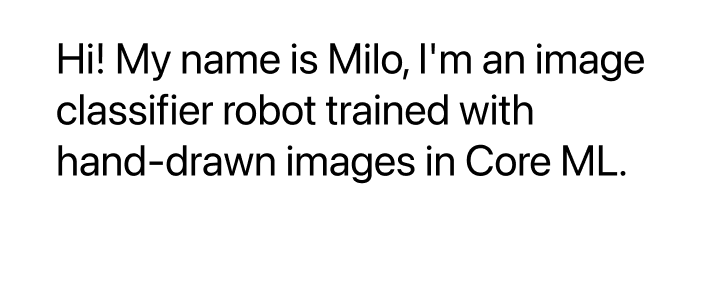 Hi! My name is Milo, I'm an image
classifier robot trained with
hand-drawn images in Core ML.